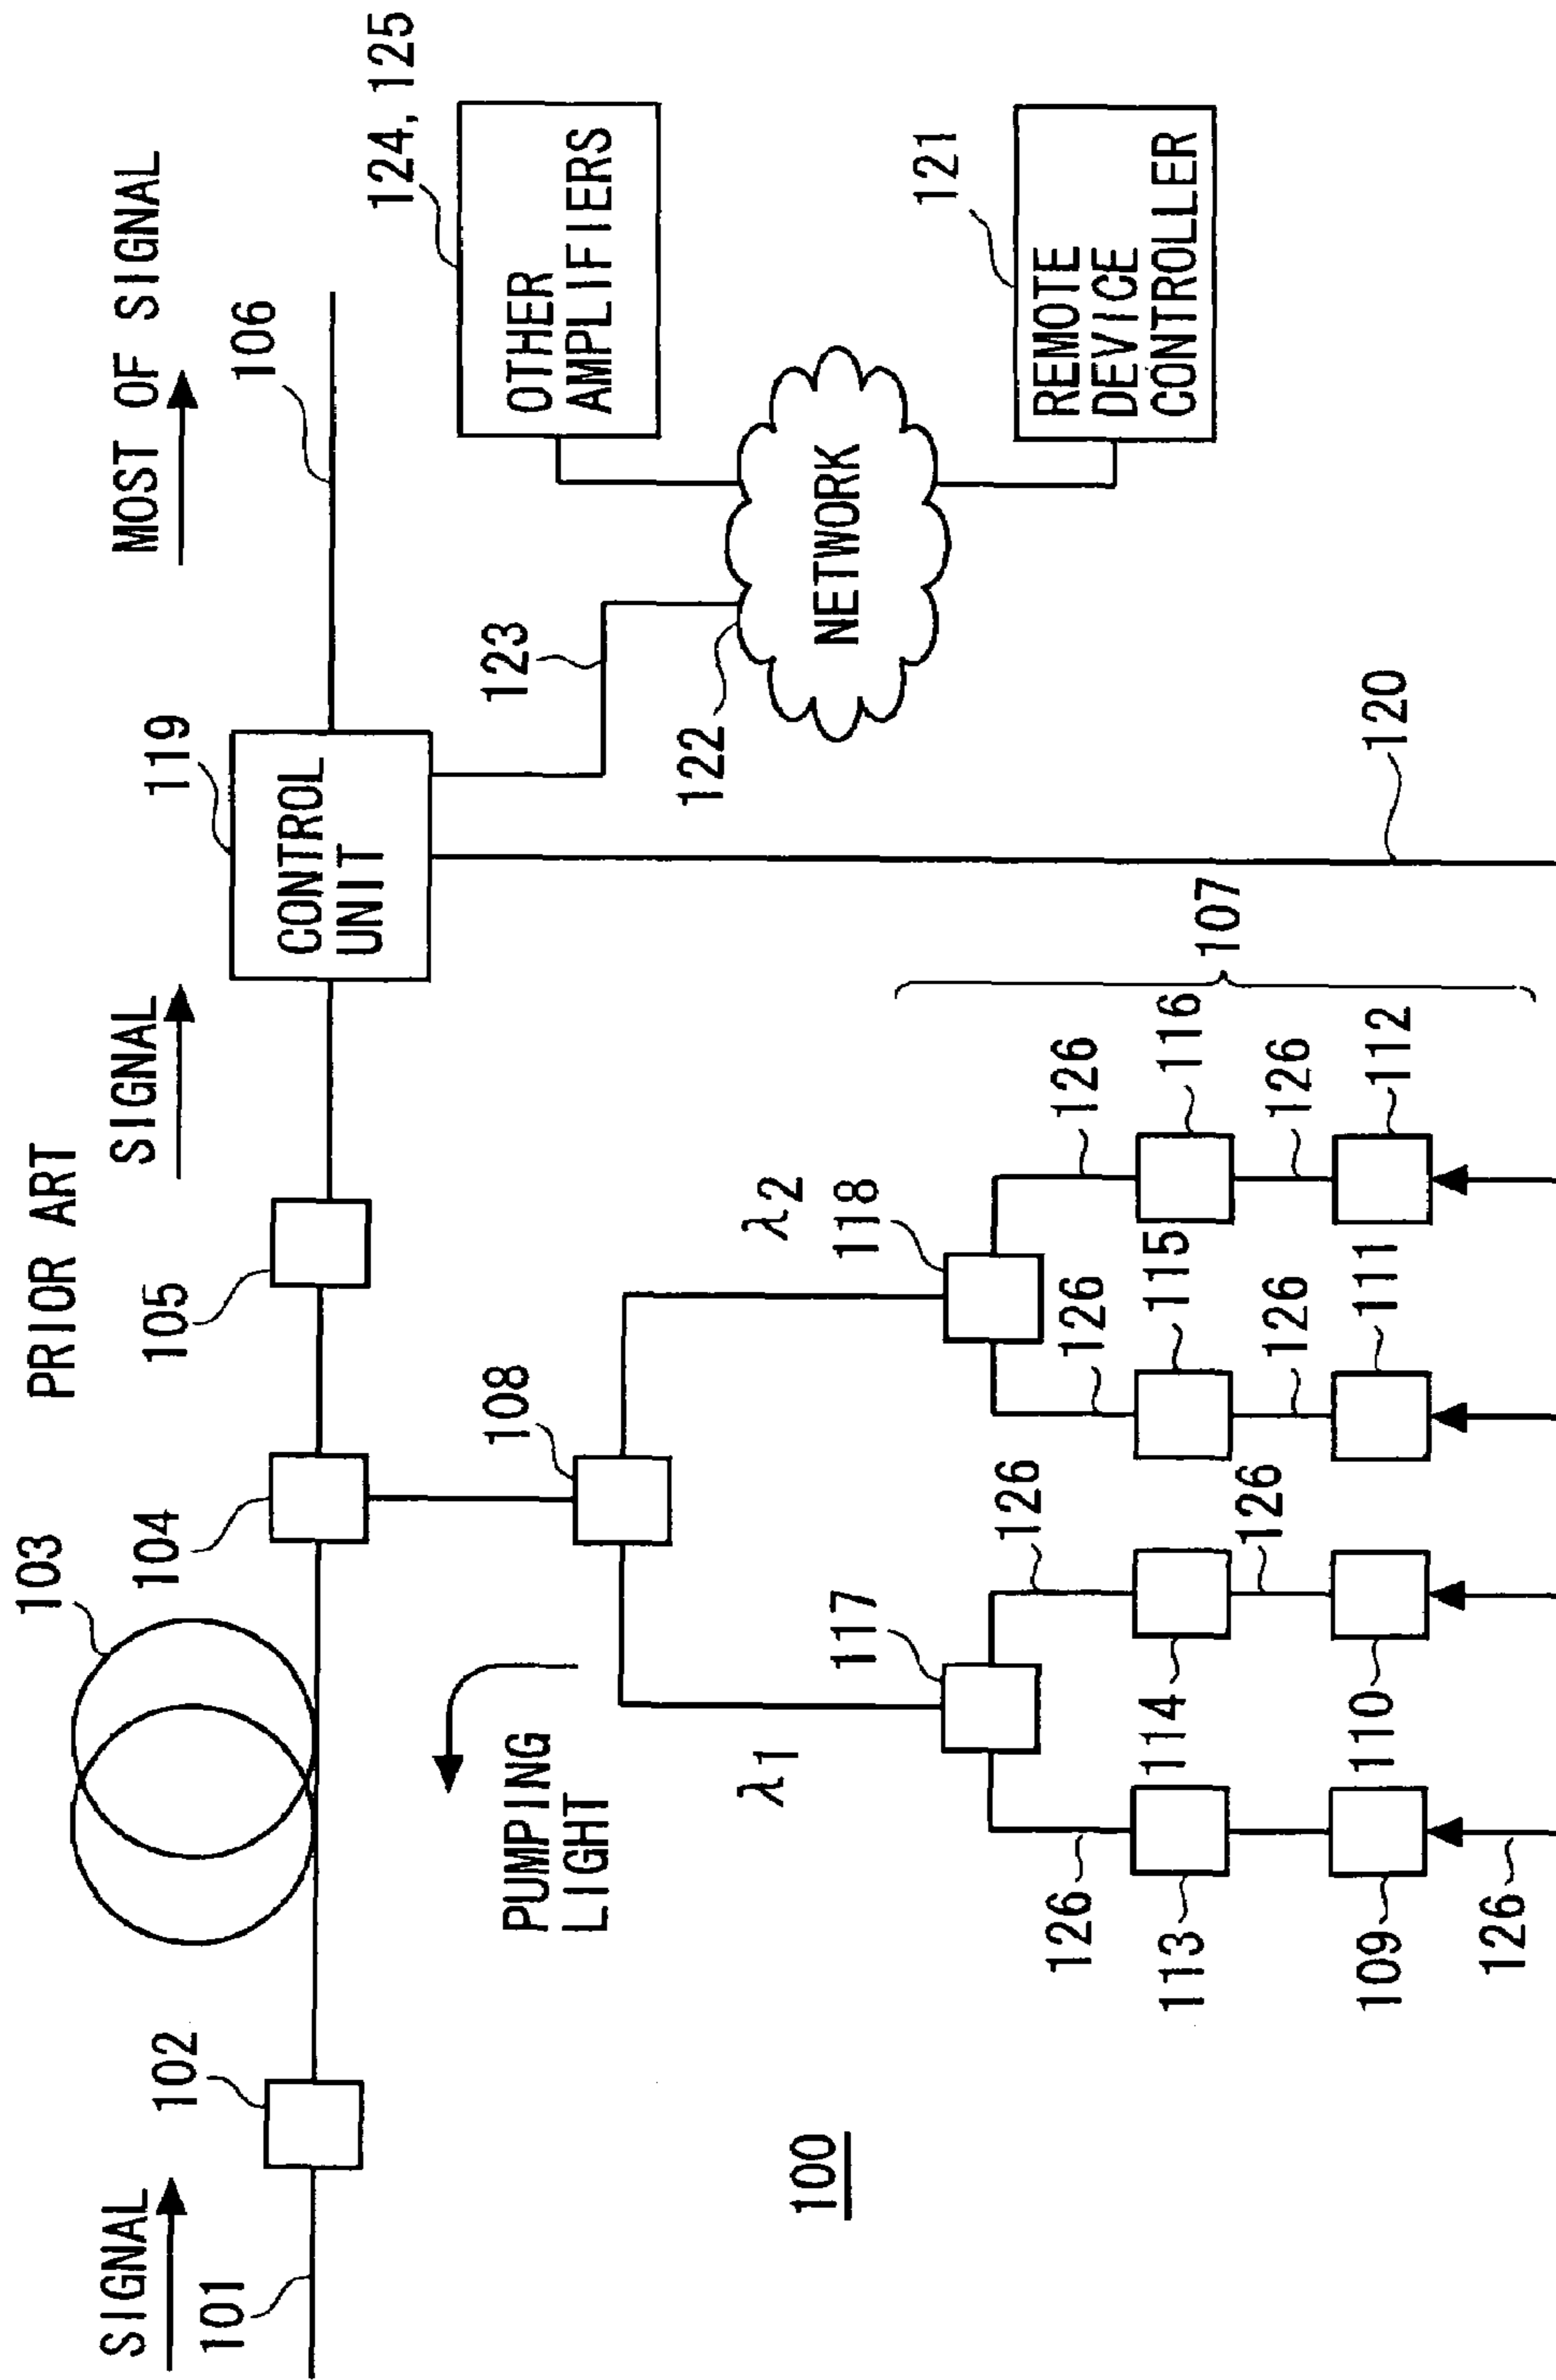 PRIOR ART
SIGNAL
101
102
103
104
105
SIGNAL
119
CONTROL
UNIT
MOST OF SIGNAL
106
124, 125
OTHER
AMPLIFIERS
123
122
NETWORK
121
REMOTE
DEVICE
CONTROLLER
120
PUMPING
LIGHT
108
λ1
λ2
117
118
107
126
126
126
126
113
114
115
116
126
126
126
109
110
111
112
126
100